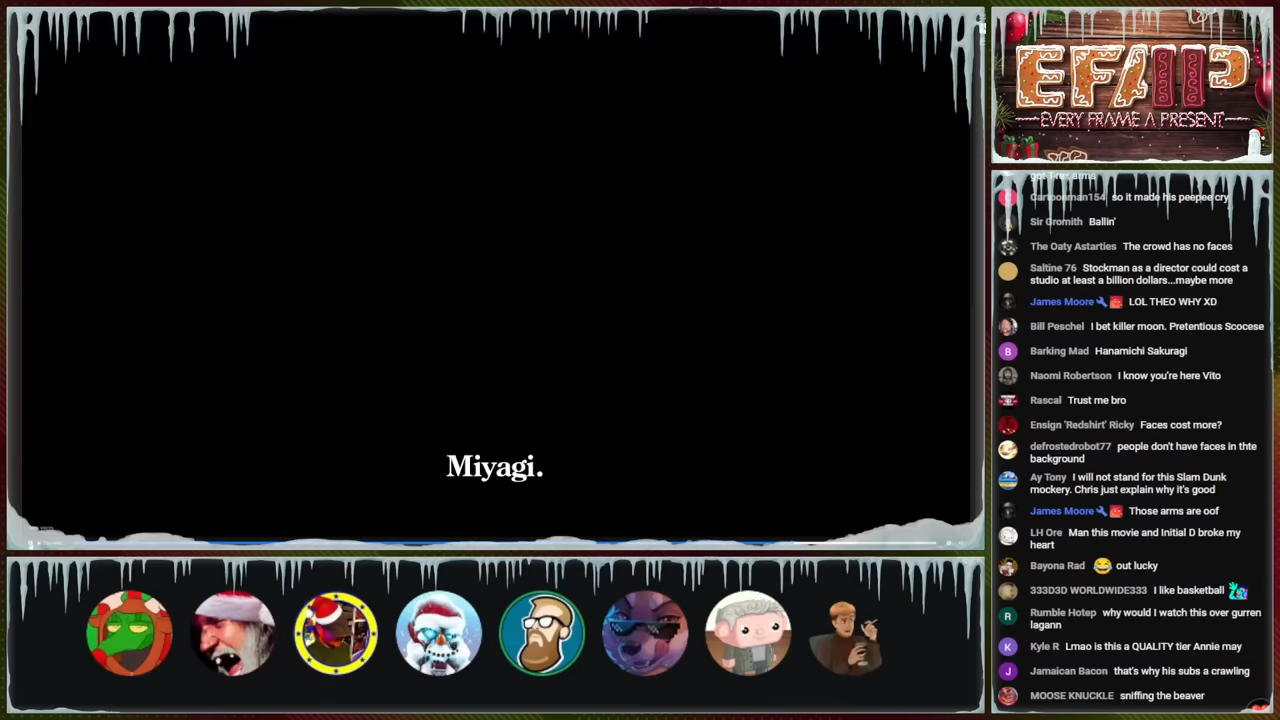 EFAP
EVERY FRAME A PRESENT
Miyagi.
got T-rex arms
Cartoonman154 so it made his peepee cry
Sir Gromith Ballin'
The Oaty Astarties The crowd has no faces
Saltine 76 Stockman as a director could cost a
studio at least a billion dollars...maybe more
James Moore LOL THEO WHY XD
Bill Peschel I bet killer moon. Pretentious Scocese
Barking Mad Hanamichi Sakuragi
Naomi Robertson I know you're here Vito
Rascal Trust me bro
Ensign 'Redshirt' Ricky Faces cost more?
defrostedrobot77 people don't have faces in thte
background
Ay Tony I will not stand for this Slam Dunk
mockery. Chris just explain why it's good
James Moore Those arms are oof
LH Ore Man this movie and Initial D broke my
heart
Bayona Rad 😂 out lucky
333D3D WORLDWIDE333 I like basketball
Rumble Hotep why would I watch this over gurren
lagann
Kyle R Lmao is this a QUALITY tier Annie may
Jamaican Bacon that's why his subs a crawling
MOOSE KNUCKLE sniffing the beaver